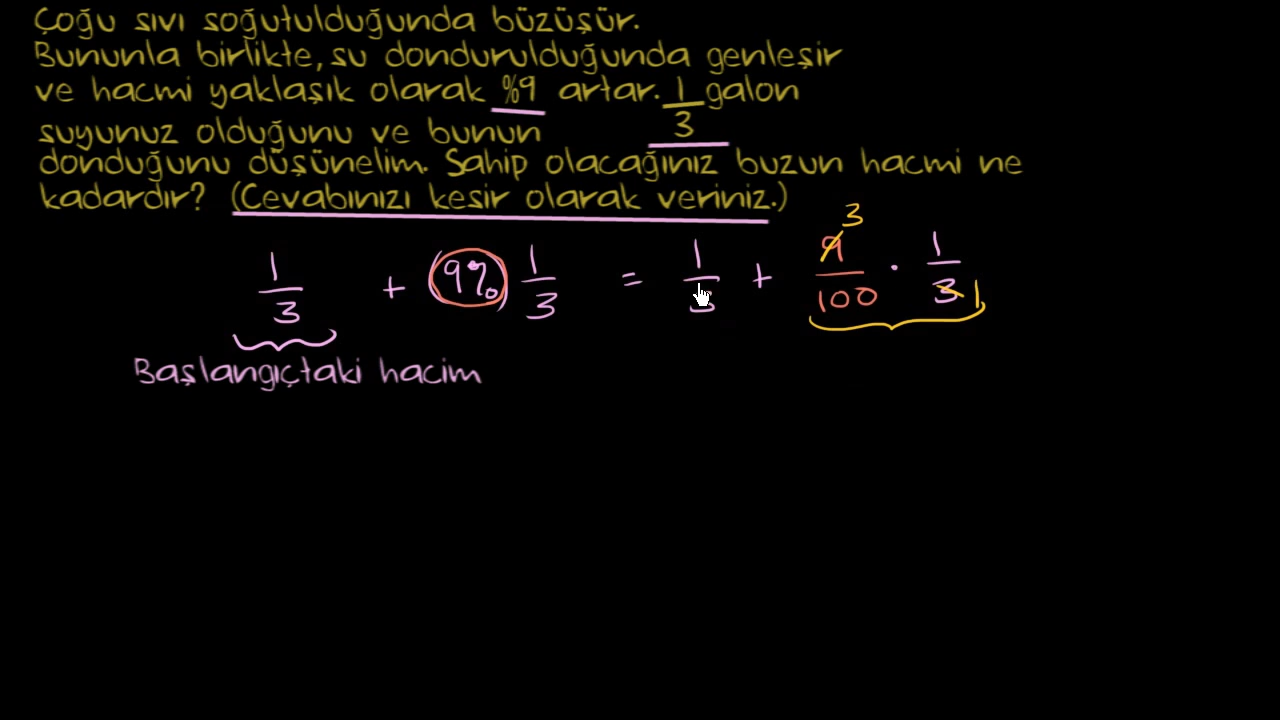 Çoğu sıvı soğutulduğunda büzüşür.
Bununla birlikte, su dondurulduğunda genleşir
ve hacmi yaklaşık olarak %9 artar. 1/3 galon
suyunuz olduğunu ve bunun
donduğunu düşünelim. Sahip olacağınız buzun hacmi ne
kadardır? (Cevabınızı kesir olarak veriniz.)
1/3 + (9%) 1/3 = 1/3 + 9/100 · 1/3
3
1
Başlangıçtaki hacim